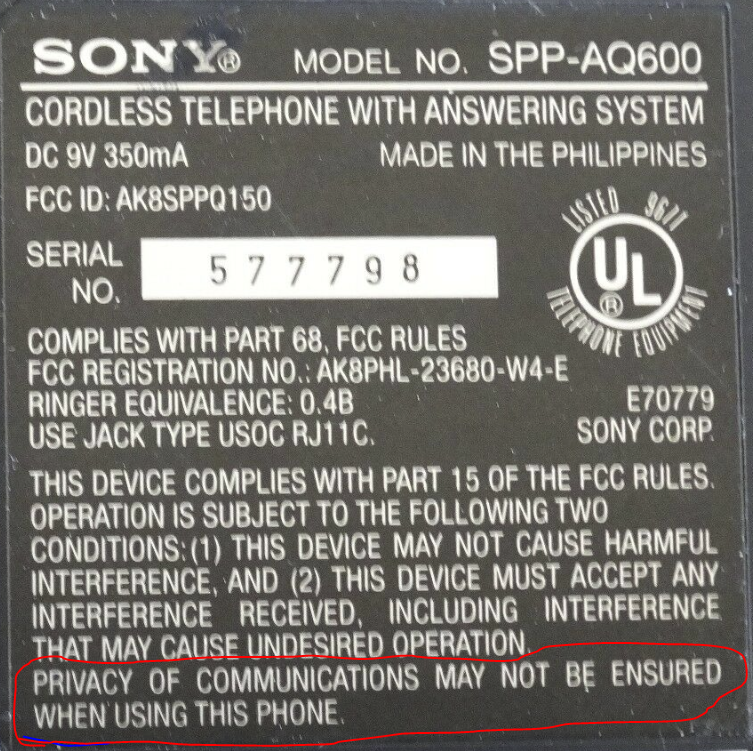 SONY® MODEL NO. SPP-AQ600
CORDLESS TELEPHONE WITH ANSWERING SYSTEM
DC 9V 350mA MADE IN THE PHILIPPINES
FCC ID: AK8SPPQ150
LISTED 967T
UL®
TELEPHONE EQUIPMENT
SERIAL NO. 577798
COMPLIES WITH PART 68, FCC RULES
FCC REGISTRATION NO.: AK8PHL-23680-W4-E
RINGER EQUIVALENCE: 0.4B E70779
USE JACK TYPE USOC RJ11C. SONY CORP.
THIS DEVICE COMPLIES WITH PART 15 OF THE FCC RULES.
OPERATION IS SUBJECT TO THE FOLLOWING TWO
CONDITIONS: (1) THIS DEVICE MAY NOT CAUSE HARMFUL
INTERFERENCE, AND (2) THIS DEVICE MUST ACCEPT ANY
INTERFERENCE RECEIVED, INCLUDING INTERFERENCE
THAT MAY CAUSE UNDESIRED OPERATION.
PRIVACY OF COMMUNICATIONS MAY NOT BE ENSURED
WHEN USING THIS PHONE.